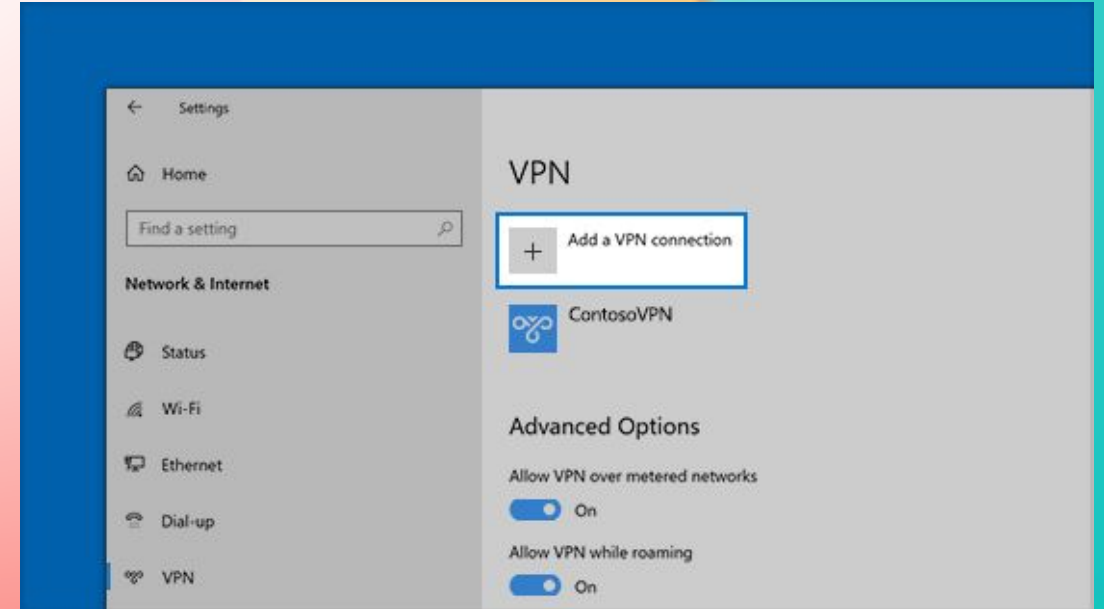 Settings
Home
Find a setting
Network & Internet
Status
Wi-Fi
Ethernet
Dial-up
VPN
VPN
Add a VPN connection
ContosoVPN
Advanced Options
Allow VPN over metered networks
On
Allow VPN while roaming
On